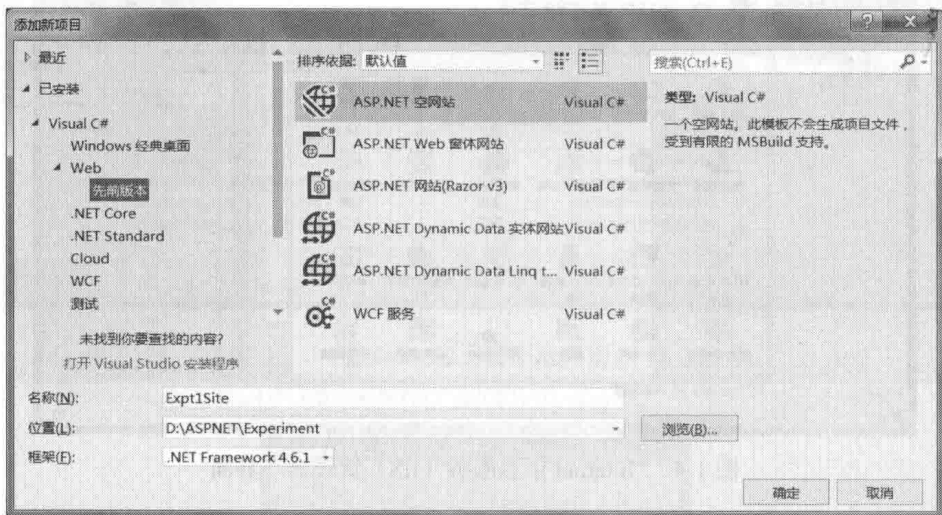 添加新项目
最近
已安装
Visual C#
Windows 经典桌面
Web
先前版本
.NET Core
.NET Standard
Cloud
WCF
测试
未找到你要查找的内容?
打开 Visual Studio 安装程序
排序依据: 默认值
ASP.NET 空网站 Visual C#
ASP.NET Web 窗体网站 Visual C#
ASP.NET 网站(Razor v3) Visual C#
ASP.NET Dynamic Data 实体网站 Visual C#
ASP.NET Dynamic Data Linq t... Visual C#
WCF 服务 Visual C#
搜索(Ctrl+E)
类型: Visual C#
一个空网站。此模板不会生成项目文件，
受到有限的 MSBuild 支持。
名称(N): Expt1Site
位置(L): D:\ASPNET\Experiment 浏览(B)...
框架(F): .NET Framework 4.6.1
确定 取消